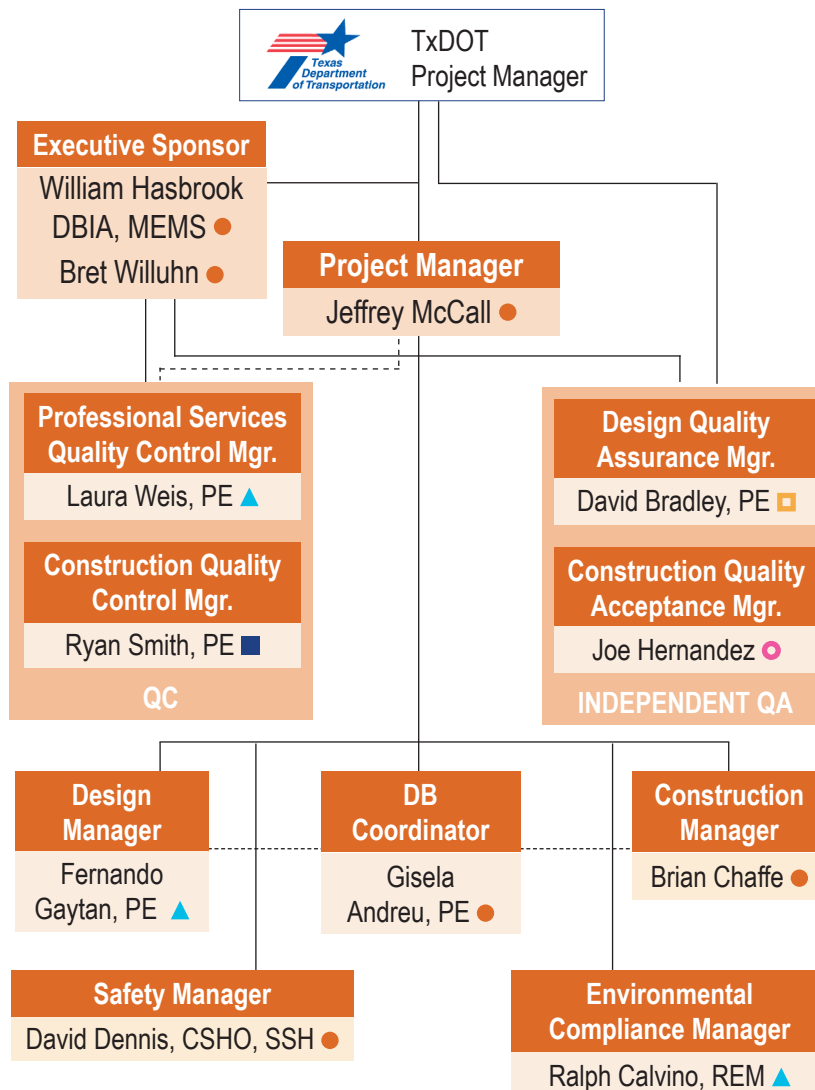 Texas
Department
of Transportation
TxDOT
Project Manager
Executive Sponsor
William Hasbrook
DBIA, MEMS
Bret Willuhn
Project Manager
Jeffrey McCall
Professional Services
Quality Control Mgr.
Laura Weis, PE
Construction Quality
Control Mgr.
Ryan Smith, PE
QC
Design Quality
Assurance Mgr.
David Bradley, PE
Construction Quality
Acceptance Mgr.
Joe Hernandez
INDEPENDENT QA
Design
Manager
Fernando
Gaytan, PE
DB
Coordinator
Gisela
Andreu, PE
Construction
Manager
Brian Chaffe
Safety Manager
David Dennis, CSHO, SSH
Environmental
Compliance Manager
Ralph Calvino, REM